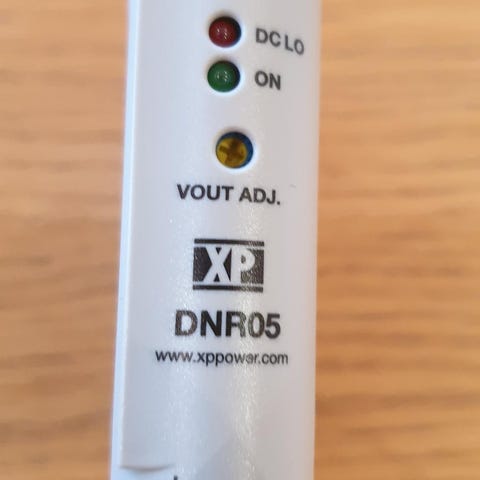 DC LO
ON
VOUT ADJ.
XP
DNR05
www.xppower.com